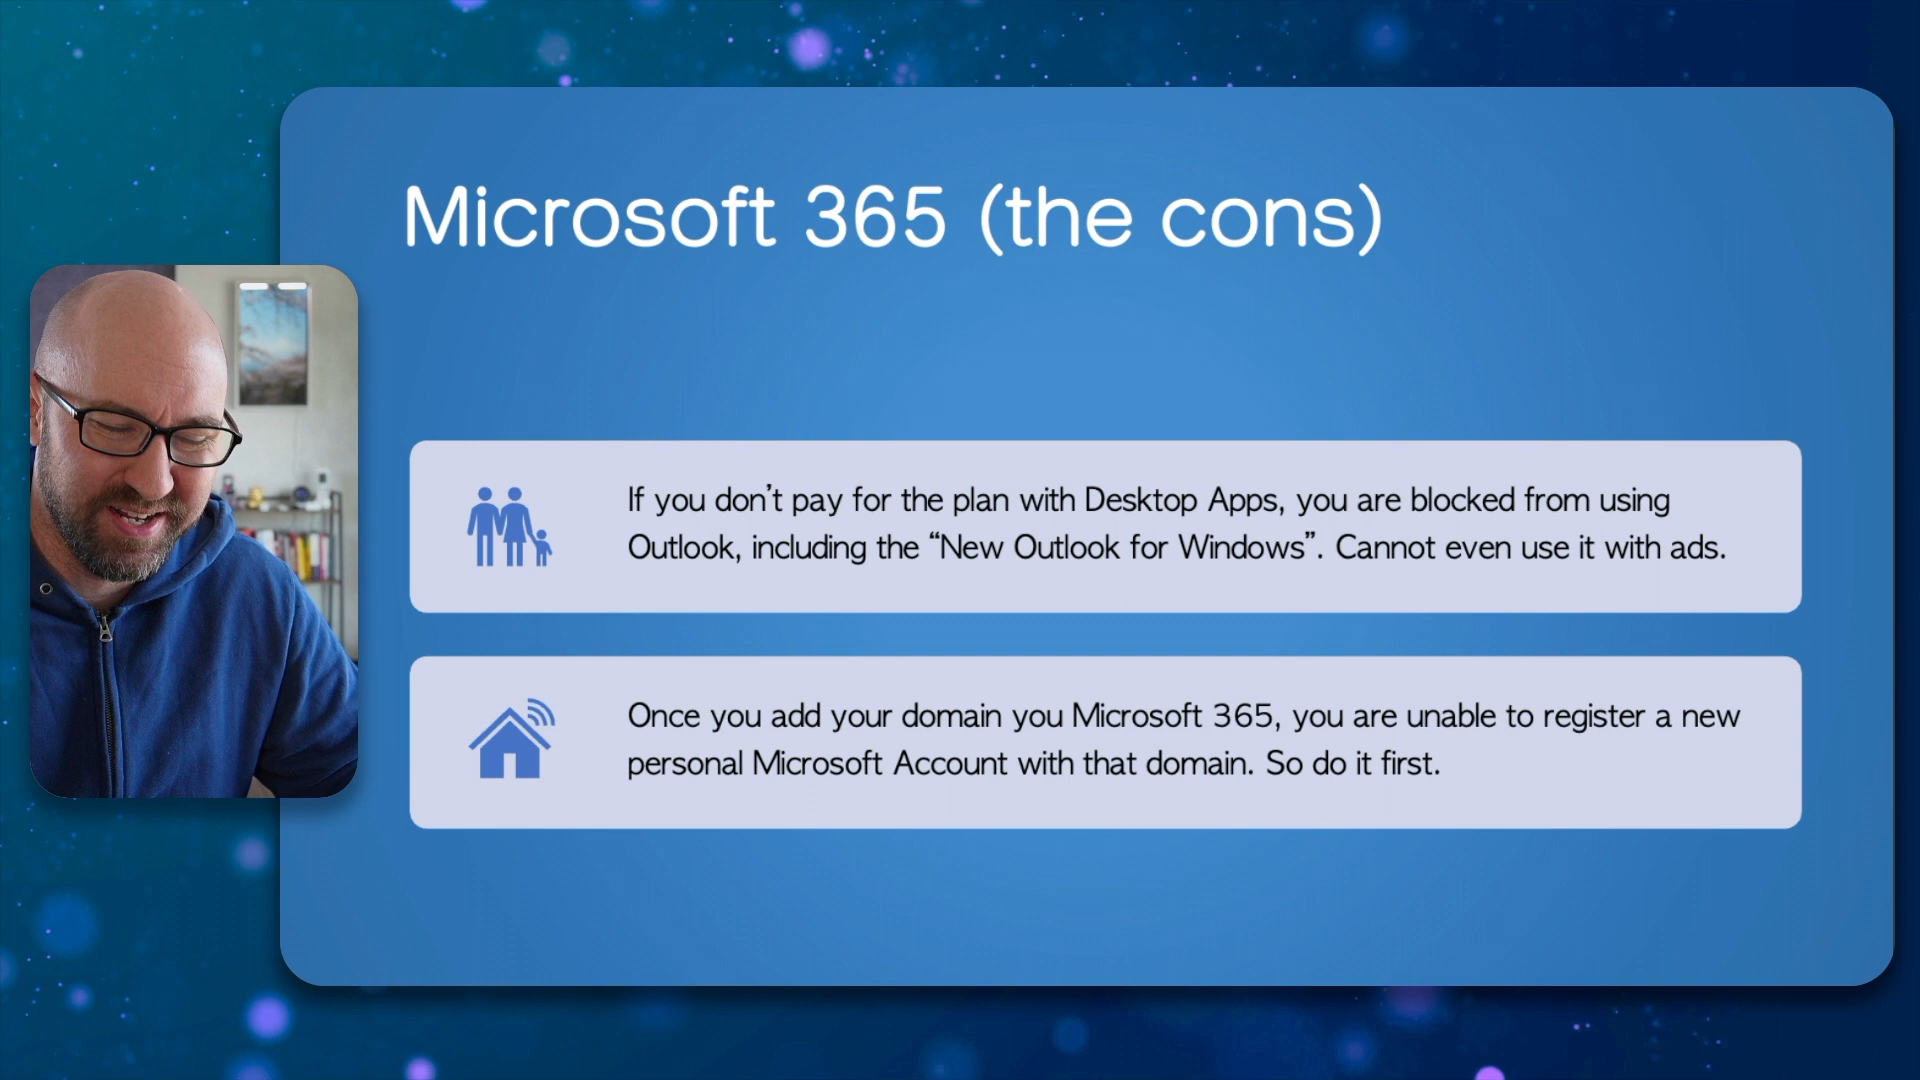 Microsoft 365 (the cons)
If you don’t pay for the plan with Desktop Apps, you are blocked from using
Outlook, including the “New Outlook for Windows”. Cannot even use it with ads.
Once you add your domain you Microsoft 365, you are unable to register a new
personal Microsoft Account with that domain. So do it first.